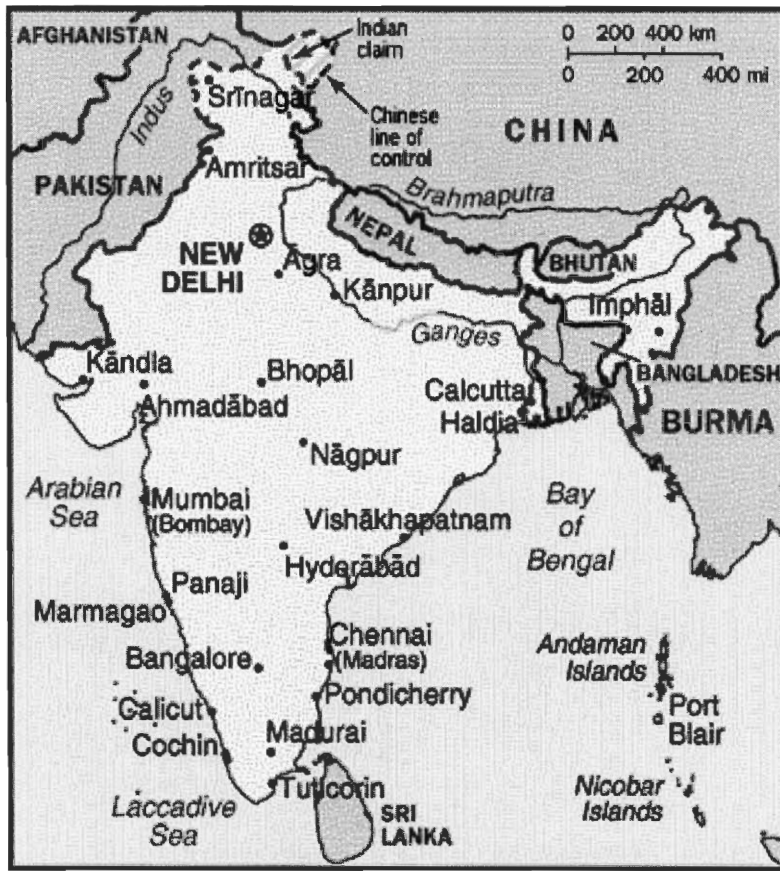 AFGHANISTAN
Indian
claim
0 200 400 km
0 200 400 mi
Srīnagar
Indus
Chinese
line of
control
CHINA
Amritsar
PAKISTAN
Brahmaputra
NEPAL
NEW
DELHI
BHUTAN
Āgra
Kānpur
Imphāl
Ganges
Kāndla
Bhopāl
BANGLADESH
Ahmadābād
Calcutta
Haldia
BURMA
Nāgpur
Arabian
Sea
Mumbai
(Bombay)
Bay
of
Bengal
Vishākhapatnam
Hyderābād
Panaji
Marmagao
Chennai
(Madras)
Andaman
Islands
Bangalore
Pondicherry
Port
Blair
Calicut
Madurai
Cochin
Tuticorin
Nicobar
Islands
Laccadive
Sea
SRI
LANKA